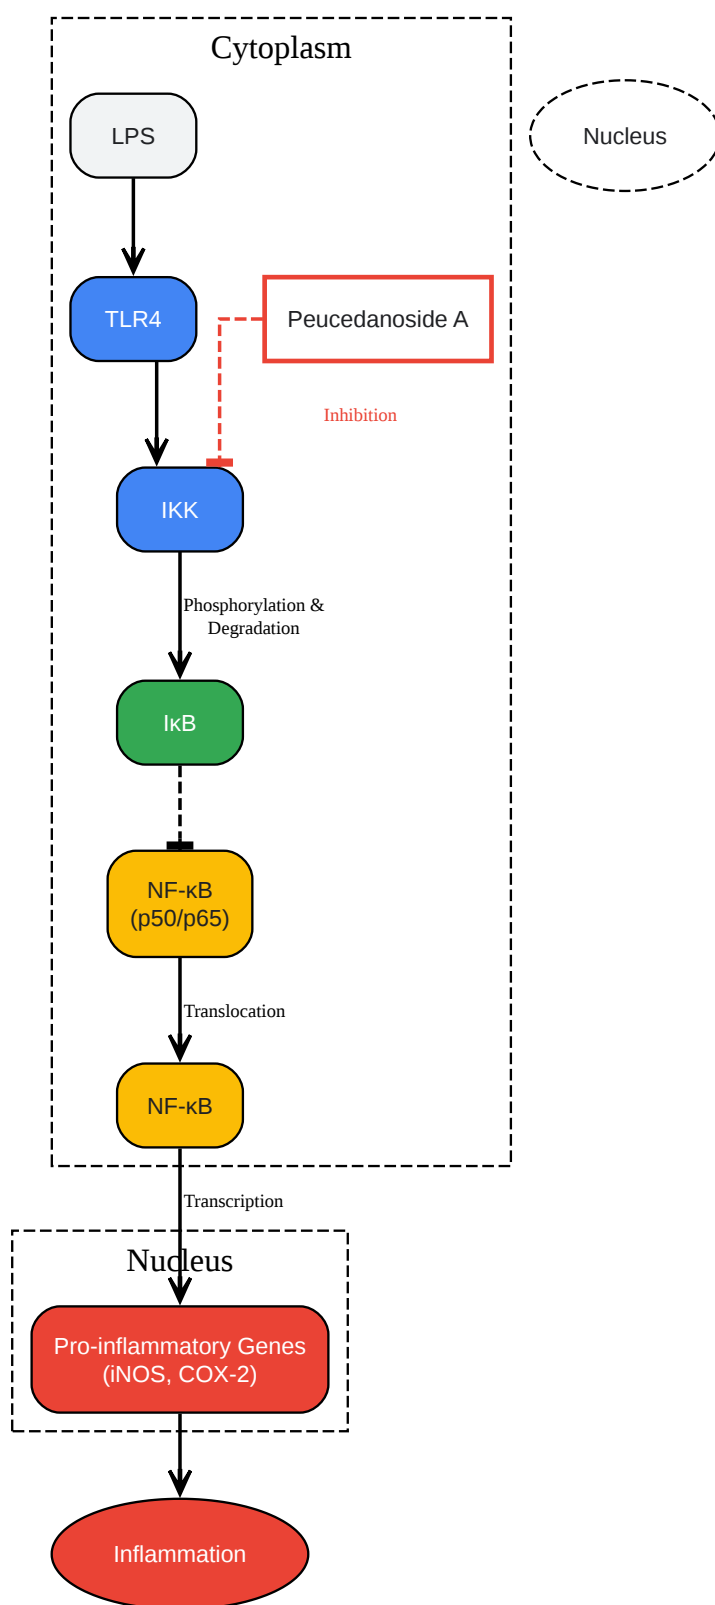 Cytoplasm
LPS
Nucleus
TLR4
Peucedanoside A
Inhibition
IKK
Phosphorylation &
Degradation
IκB
NF-κB
(p50/p65)
Translocation
NF-κB
Transcription
Nucleus
Pro-inflammatory Genes
(iNOS, COX-2)
Inflammation